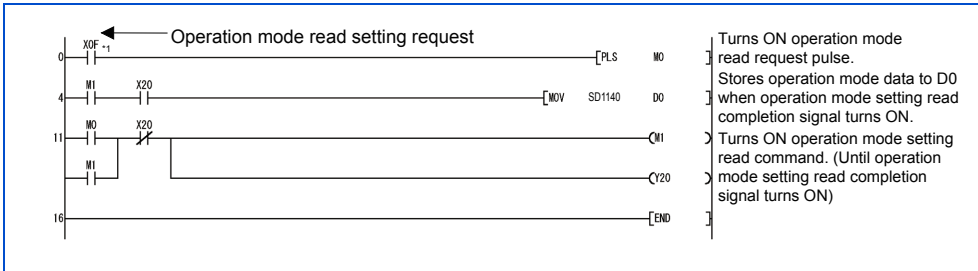 Operation mode read setting request
X0F *1
0 [PLS M0 ]
Turns ON operation mode
read request pulse.
M1 X20
4 [MOV SD1140 D0 ]
Stores operation mode data to D0
when operation mode setting read
completion signal turns ON.
M0 X20
11 (M1 )
Turns ON operation mode setting
read command. (Until operation
mode setting read completion
signal turns ON)
M1
(Y20 )
16 [END ]